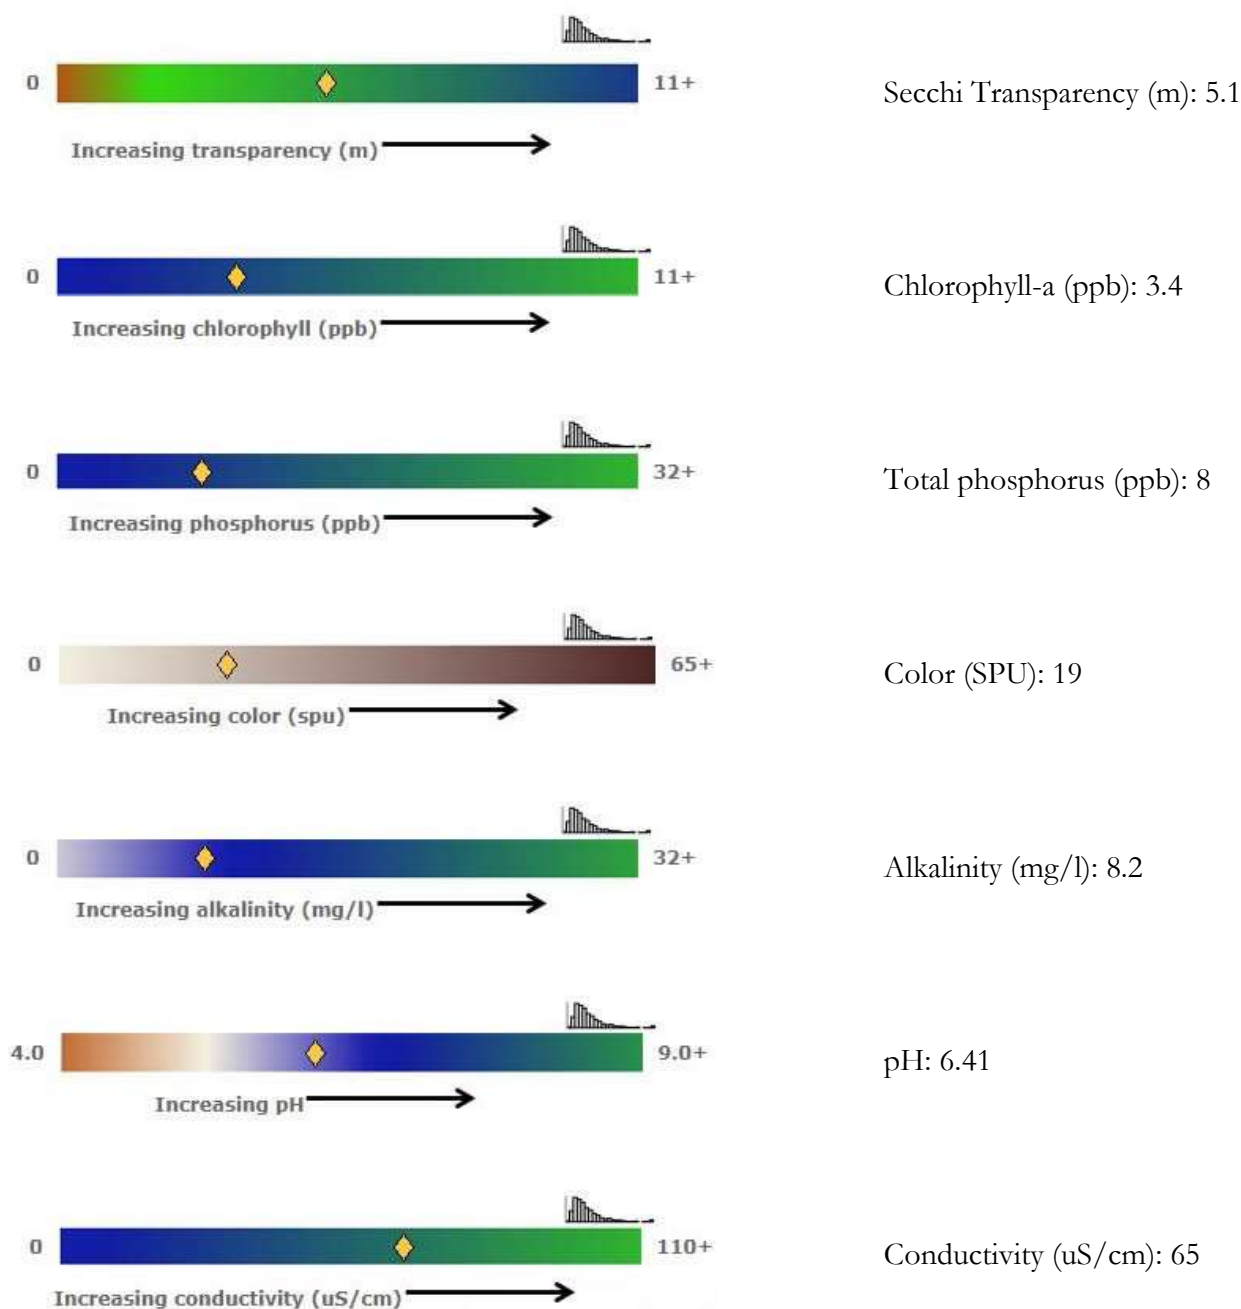 0
11+
Secchi Transparency (m): 5.1
Increasing transparency (m)
0
11+
Chlorophyll-a (ppb): 3.4
Increasing chlorophyll (ppb)
0
32+
Total phosphorus (ppb): 8
Increasing phosphorus (ppb)
0
65+
Color (SPU): 19
Increasing color (spu)
0
32+
Alkalinity (mg/l): 8.2
Increasing alkalinity (mg/l)
4.0
9.0+
pH: 6.41
Increasing pH
0
110+
Conductivity (uS/cm): 65
Increasing conductivity (uS/cm)